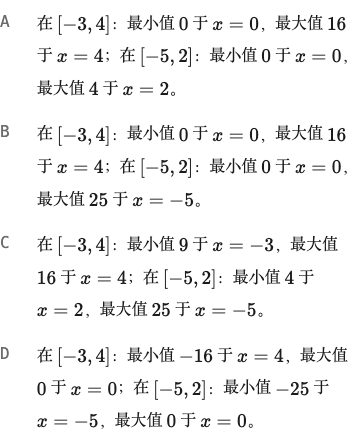 A 在 [−3, 4]：最小值 0 于 x = 0，最大值 16
于 x = 4；在 [−5, 2]：最小值 0 于 x = 0，
最大值 4 于 x = 2。
B 在 [−3, 4]：最小值 0 于 x = 0，最大值 16
于 x = 4；在 [−5, 2]：最小值 0 于 x = 0，
最大值 25 于 x = −5。
C 在 [−3, 4]：最小值 9 于 x = −3，最大值
16 于 x = 4；在 [−5, 2]：最小值 4 于
x = 2，最大值 25 于 x = −5。
D 在 [−3, 4]：最小值 −16 于 x = 4，最大值
0 于 x = 0；在 [−5, 2]：最小值 −25 于
x = −5，最大值 0 于 x = 0。